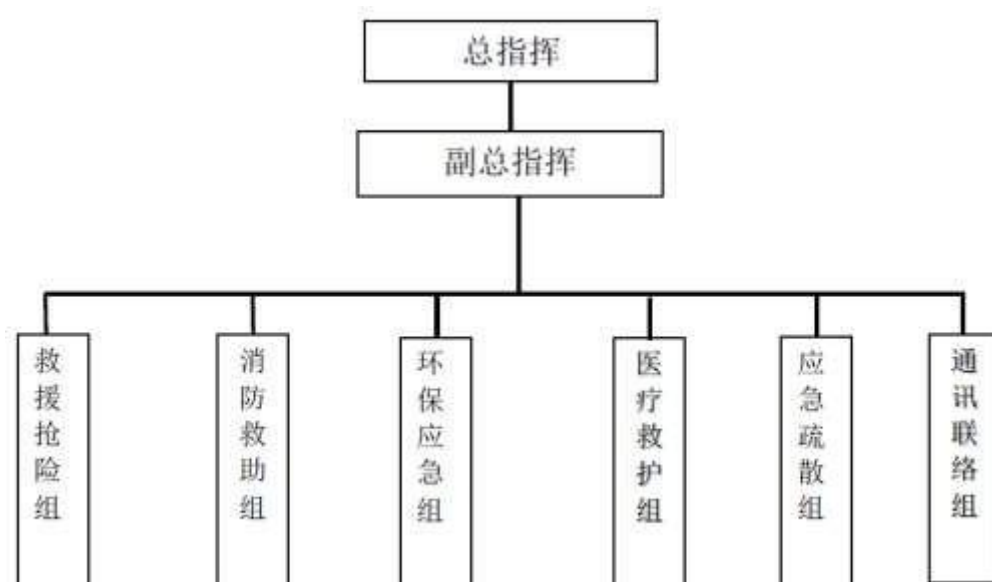 总指挥
副总指挥
救援抢险组
消防救助组
环保应急组
医疗救护组
应急疏散组
通讯联络组